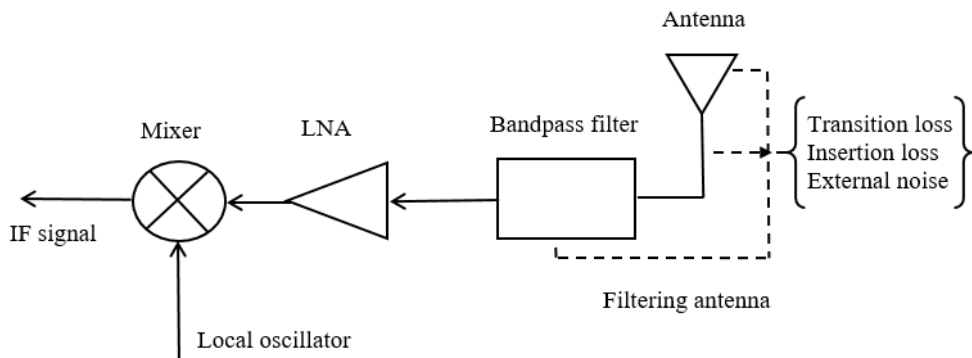 Antenna
Mixer
LNA
Bandpass filter
Transition loss
Insertion loss
External noise
IF signal
Filtering antenna
Local oscillator